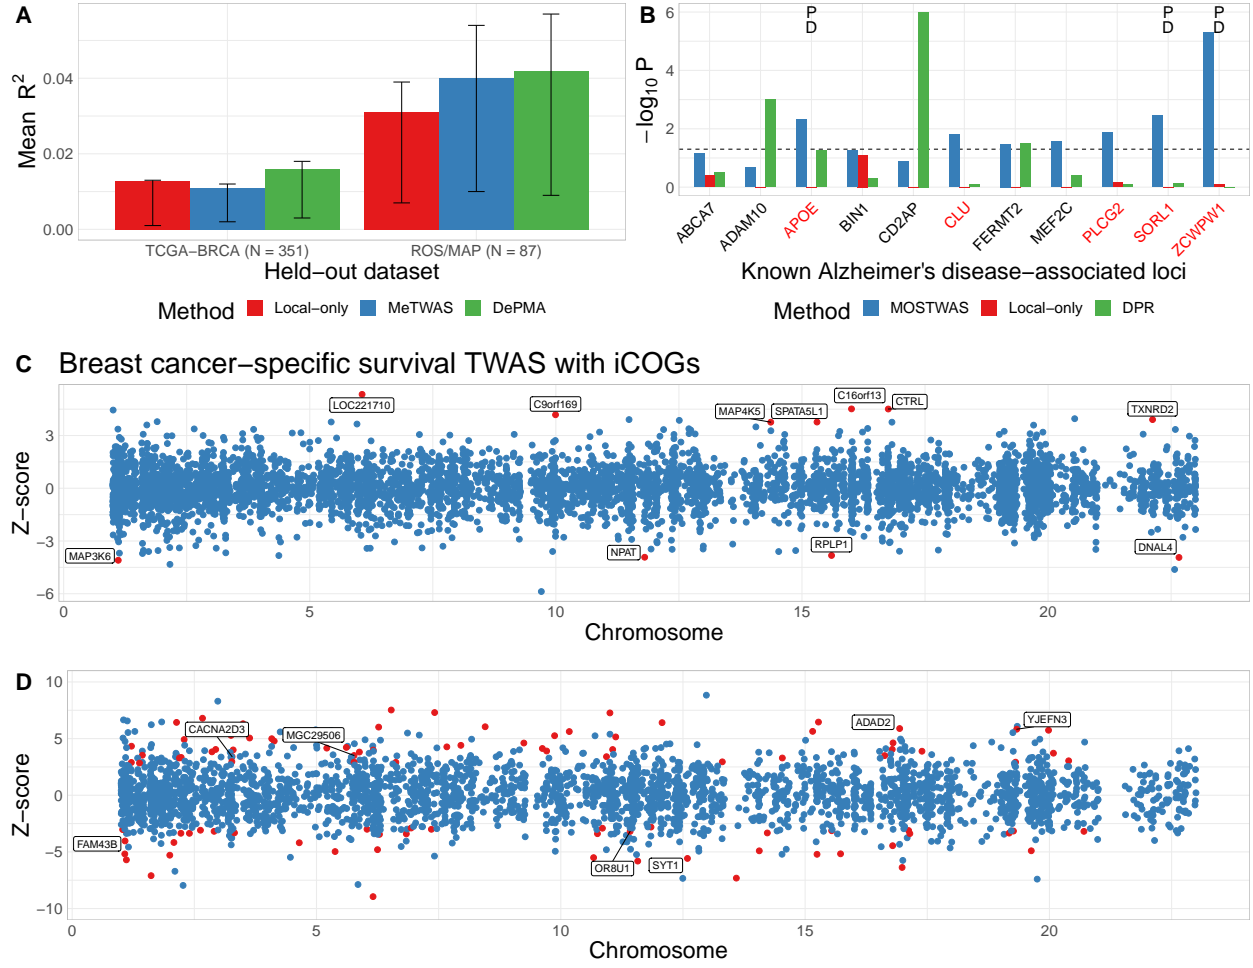 A
Mean R²
0.04
0.02
0.00
TCGA−BRCA (N = 351)
ROS/MAP (N = 87)
Held−out dataset
Method
Local−only
MeTWAS
DePMA
B
−log₁₀ P
6
4
2
0
P
D
P
D
P
D
ABCA7
ADAM10
APOE
BIN1
CD2AP
CLU
FERMT2
MEF2C
PLCG2
SORL1
ZCWPW1
Known Alzheimer's disease−associated loci
Method
MOSTWAS
Local−only
DPR
C
Breast cancer−specific survival TWAS with iCOGs
Z−score
3
0
−3
−6
LOC221710
C9orf169
MAP4K5
SPATA5L1
C16orf13
CTRL
TXNRD2
MAP3K6
NPAT
RPLP1
DNAL4
0
5
10
15
20
Chromosome
D
Z−score
10
5
0
−5
−10
CACNA2D3
MGC29506
ADAD2
YJEFN3
FAM43B
OR8U1
SYT1
0
5
10
15
20
Chromosome